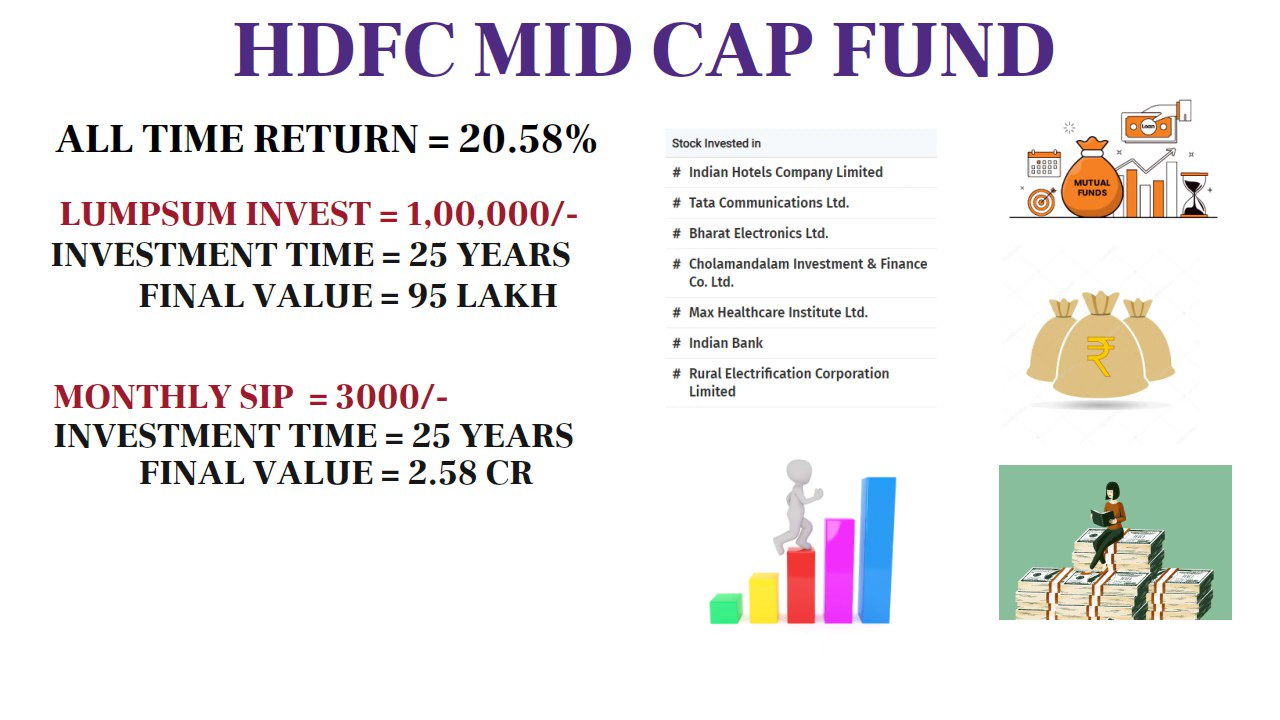 HDFC MID CAP FUND
ALL TIME RETURN = 20.58%
LUMPSUM INVEST = 1,00,000/-
INVESTMENT TIME = 25 YEARS
FINAL VALUE = 95 LAKH
MONTHLY SIP = 3000/-
INVESTMENT TIME = 25 YEARS
FINAL VALUE = 2.58 CR
Stock Invested in
# Indian Hotels Company Limited
# Tata Communications Ltd.
# Bharat Electronics Ltd.
# Cholamandalam Investment & Finance
Co. Ltd.
# Max Healthcare Institute Ltd.
# Indian Bank
# Rural Electrification Corporation
Limited
Loan
MUTUAL
FUNDS
₹